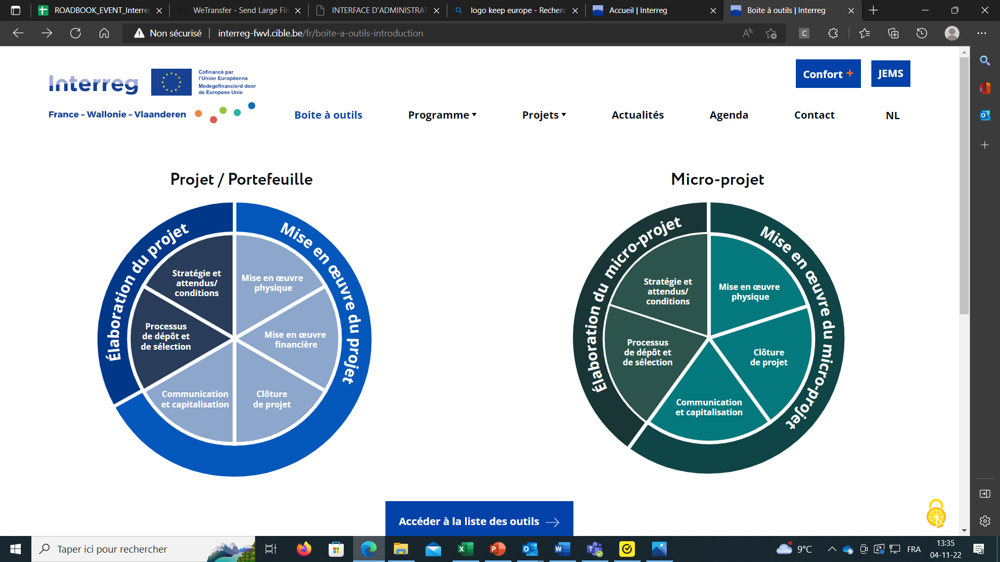 ROADBOOK_EVENT_Interreg
WeTransfer - Send Large File
INTERFACE D'ADMINISTRAT
logo keep europe - Recherc
Accueil | Interreg
Boite à outils | Interreg
Non sécurisé
interreg-fwvl.cible.be/fr/boite-a-outils-introduction
Interreg
Cofinancé par
l'Union Européenne
Medegefinancierd door
de Europese Unie
France – Wallonie – Vlaanderen
Confort +
JEMS
Boite à outils
Programme
Projets
Actualités
Agenda
Contact
NL
Projet / Portefeuille
Élaboration du projet
Mise en œuvre du projet
Stratégie et
attendus/
conditions
Mise en œuvre
physique
Processus
de dépôt et
de sélection
Mise en œuvre
financière
Communication
et capitalisation
Clôture
de projet
Micro-projet
Élaboration du micro-projet
Mise en œuvre du micro-projet
Stratégie et
attendus/
conditions
Mise en œuvre
physique
Processus
de dépôt et
de sélection
Clôture
de projet
Communication
et capitalisation
Accéder à la liste des outils
Taper ici pour rechercher
9°C
FRA
13:35
04-11-22